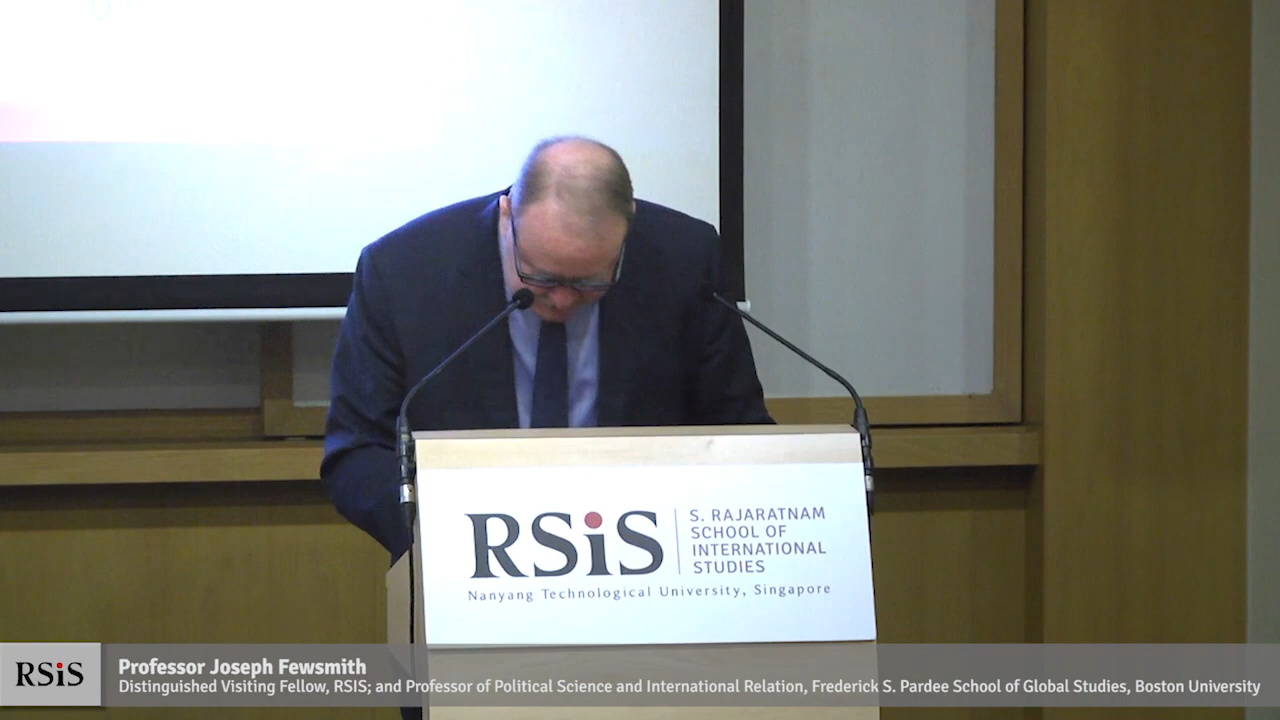 RSiS
S. RAJARATNAM
SCHOOL OF
INTERNATIONAL
STUDIES
Nanyang Technological University, Singapore
RSiS
Professor Joseph Fewsmith
Distinguished Visiting Fellow, RSIS; and Professor of Political Science and International Relation, Frederick S. Pardee School of Global Studies, Boston University